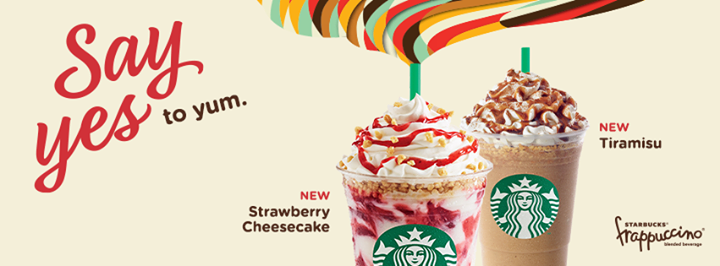 Say
yes to yum.
NEW
Strawberry
Cheesecake
NEW
Tiramisu
STARBUCKS®
frappuccino®
blended beverage